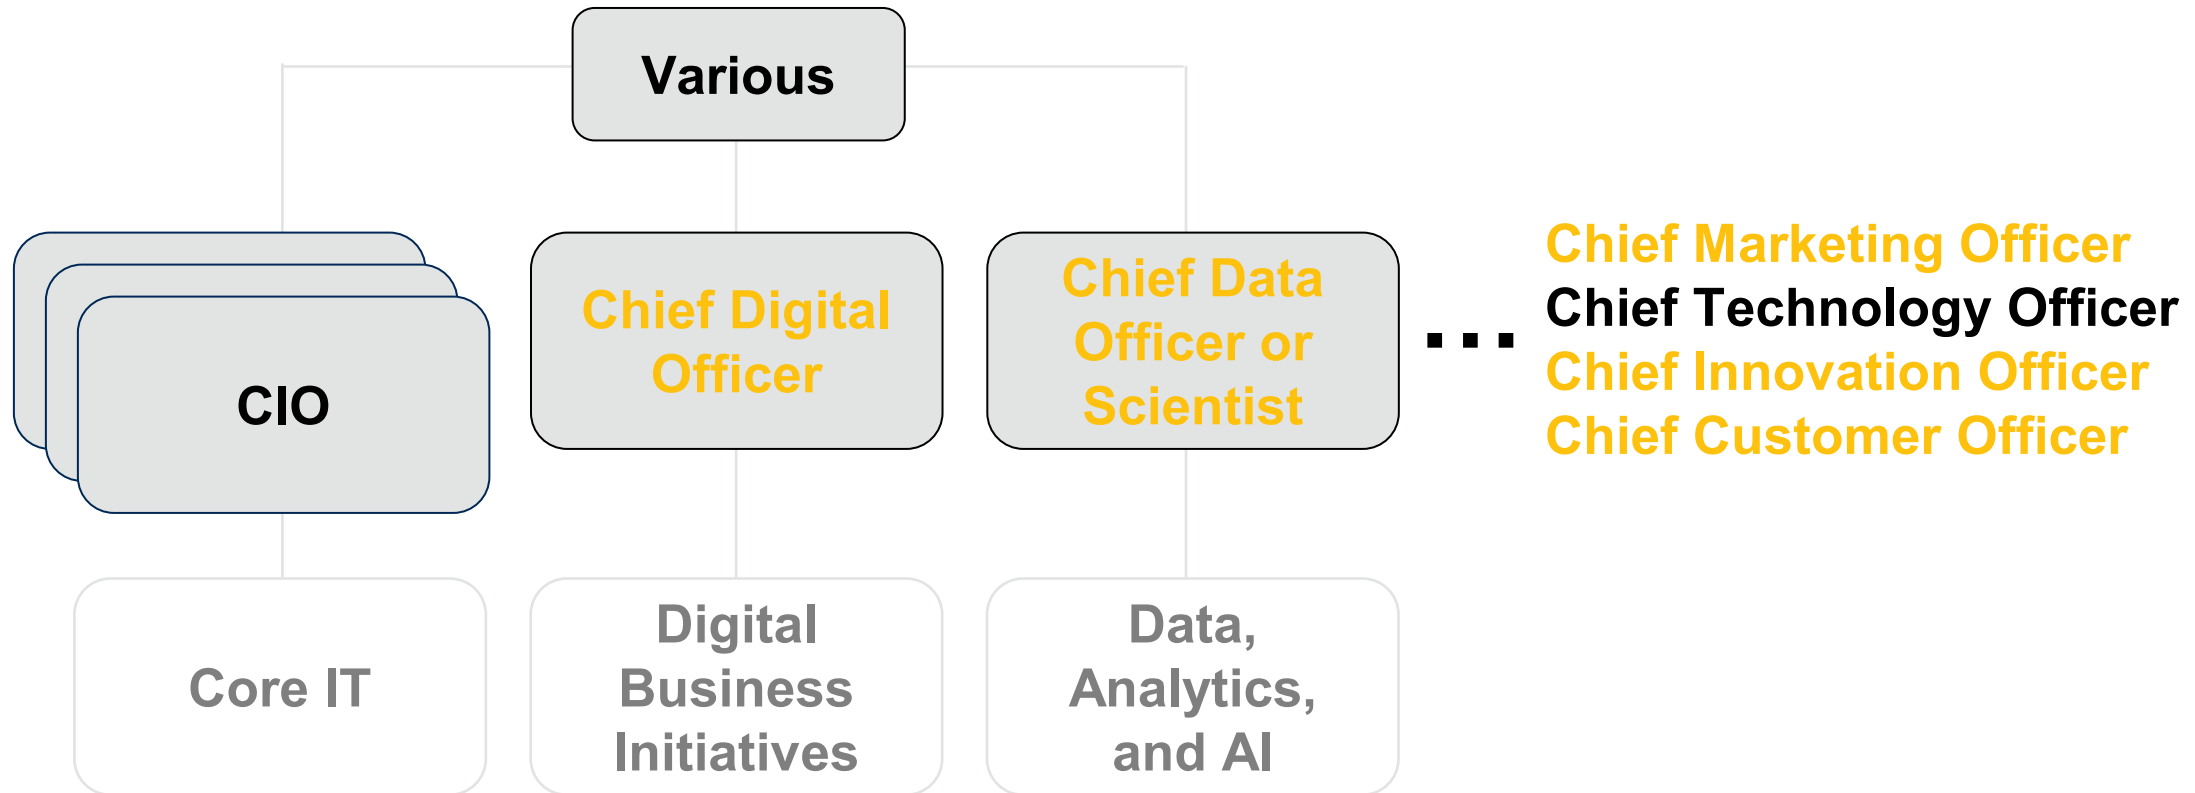 Various
CIO
Chief Digital
Officer
Chief Data
Officer or
Scientist
...
Chief Marketing Officer
Chief Technology Officer
Chief Innovation Officer
Chief Customer Officer
Core IT
Digital
Business
Initiatives
Data,
Analytics,
and AI